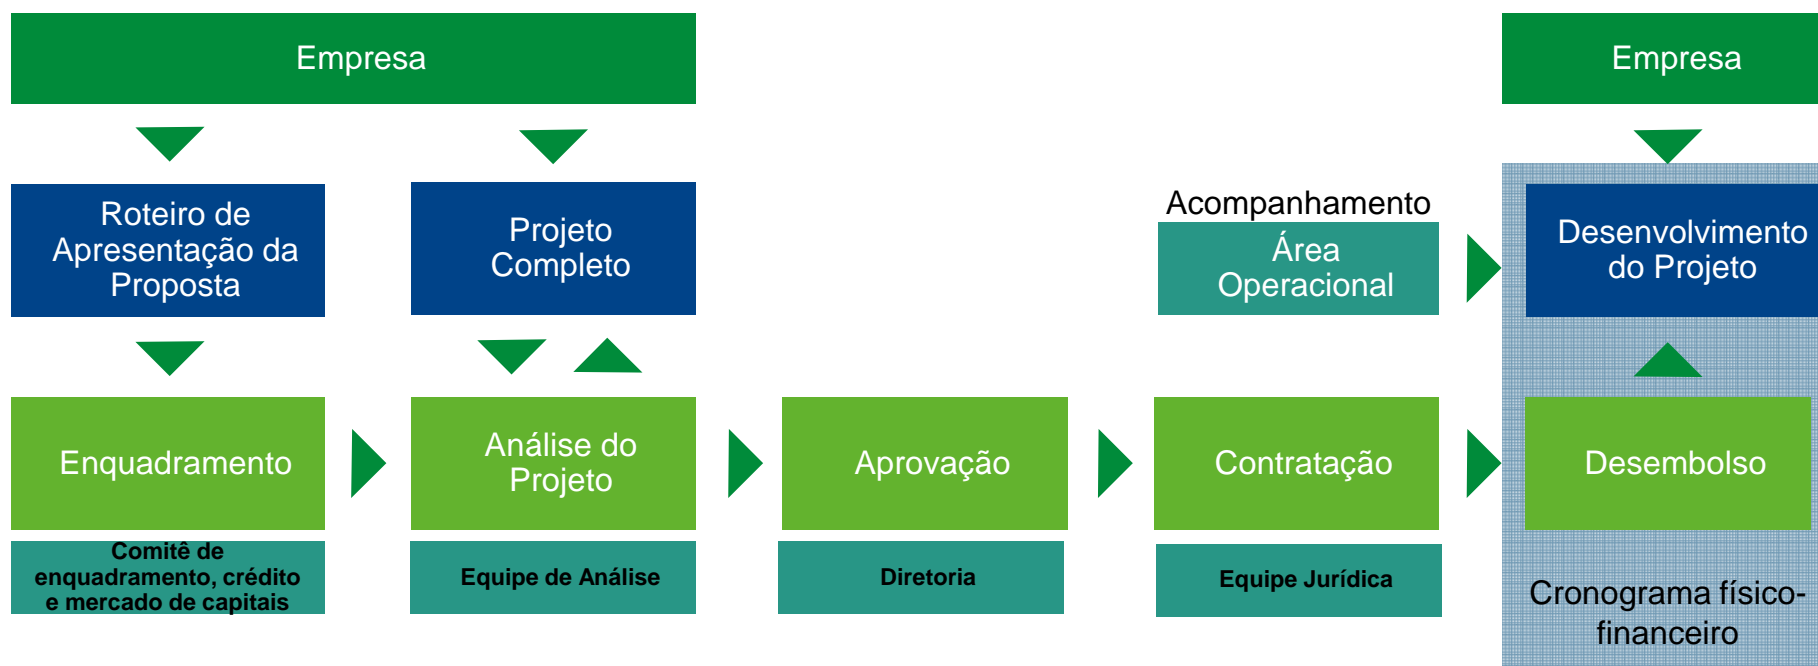 Empresa
Empresa
Roteiro de
Apresentação da
Proposta
Projeto
Completo
Acompanhamento
Área
Operacional
Desenvolvimento
do Projeto
Enquadramento
Análise do
Projeto
Aprovação
Contratação
Desembolso
Comitê de
enquadramento, crédito
e mercado de capitais
Equipe de Análise
Diretoria
Equipe Jurídica
Cronograma físico-
financeiro